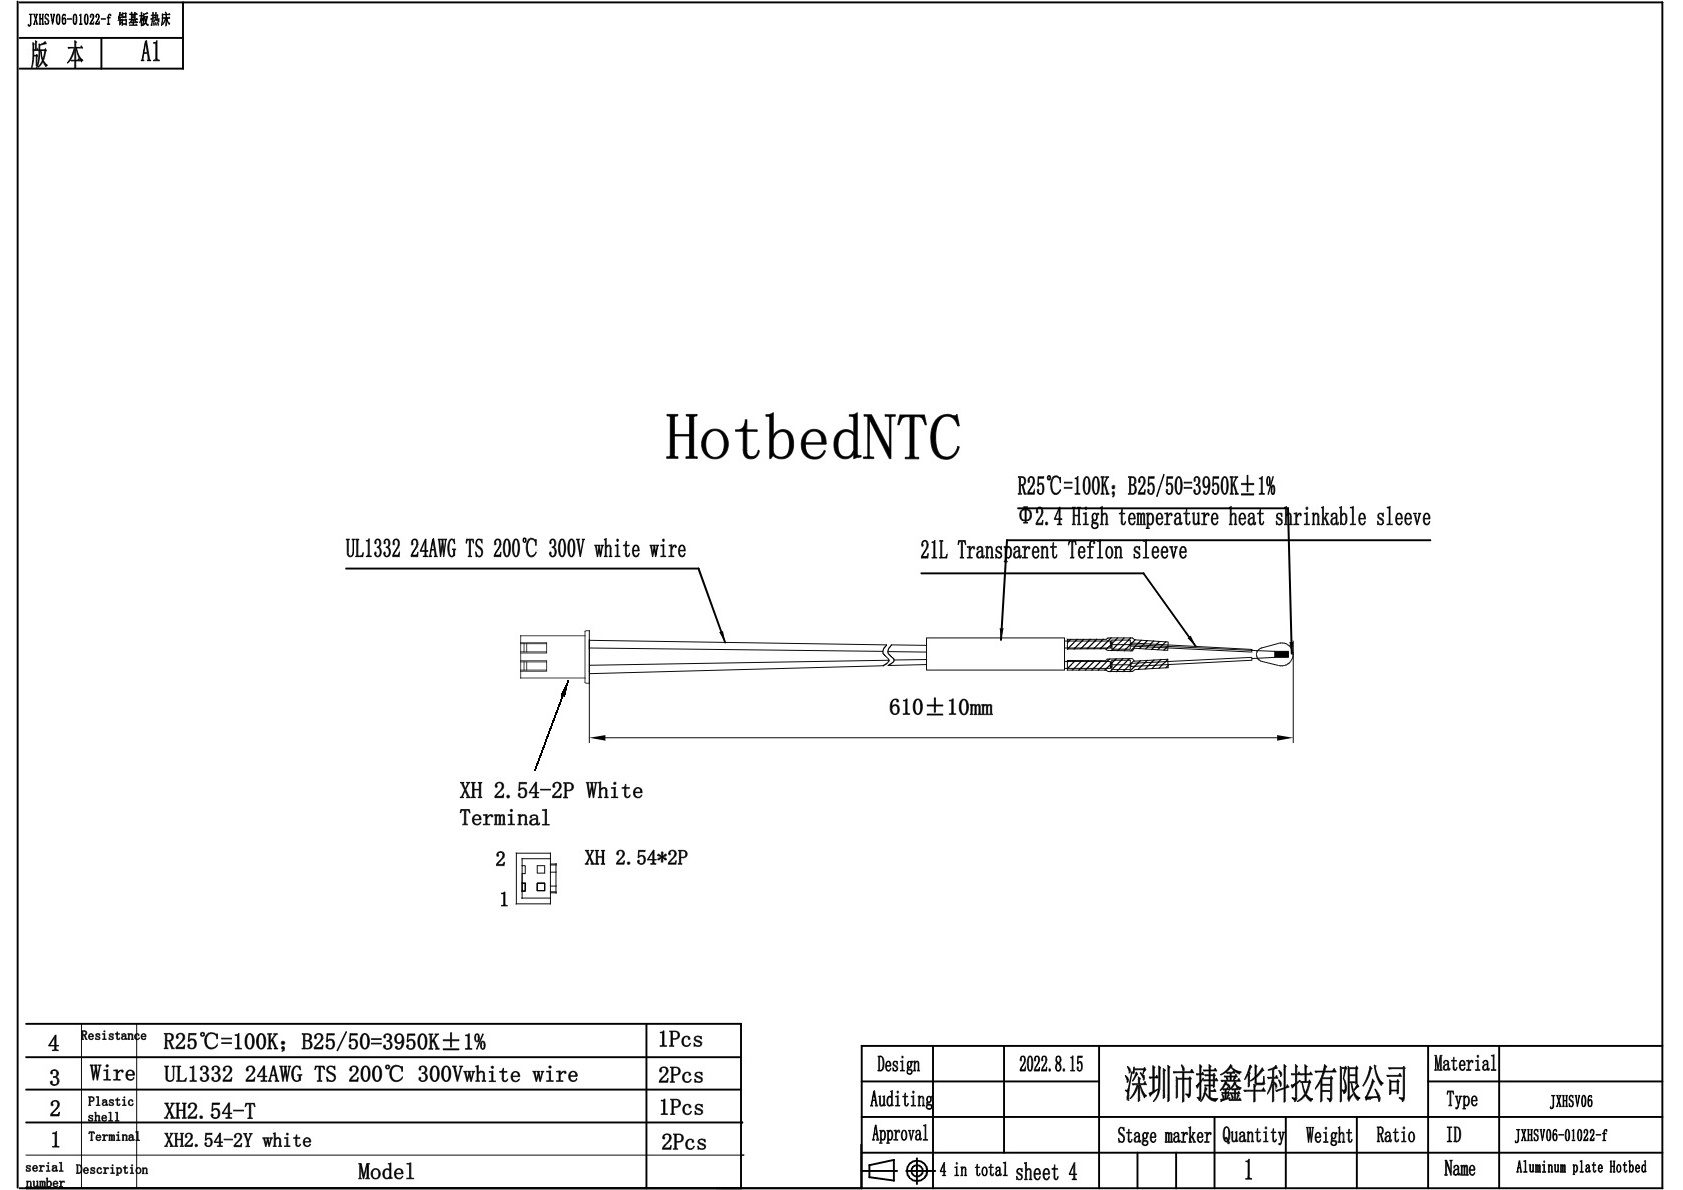 JXHSV06-01022-f 铝基板热床
版 本 A1
HotbedNTC
R25℃=100K; B25/50=3950K±1%
Φ2.4 High temperature heat shrinkable sleeve
UL1332 24AWG TS 200℃ 300V white wire
21L Transparent Teflon sleeve
610±10mm
XH 2.54-2P White
Terminal
2
XH 2.54*2P
1
4 Resistance R25℃=100K; B25/50=3950K±1% 1Pcs
3 Wire UL1332 24AWG TS 200℃ 300Vwhite wire 2Pcs
2 Plastic shell XH2.54-T 1Pcs
1 Terminal XH2.54-2Y white 2Pcs
serial number Description Model
Design 2022.8.15 深圳市捷鑫华科技有限公司 Material
Auditing Type JXHSV06
Approval Stage marker Quantity Weight Ratio ID JXHSV06-01022-f
4 in total sheet 4 1 Name Aluminum plate Hotbed